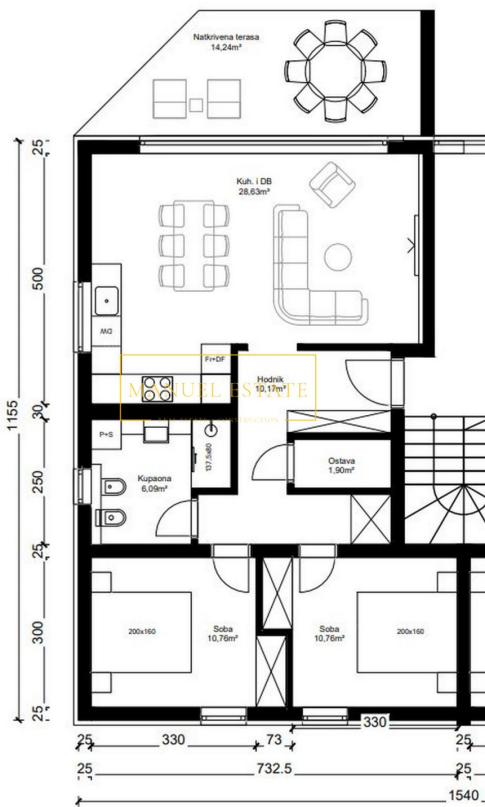 Natkrivena terasa
14,24m²
Kuh. i DB
28,63m²
DW
Fr+DF
Hodnik
10,17m²
MANUEL ESTATE
P+S
137,5x80
Kupaona
6,09m²
Ostava
1,90m²
200x160
Soba
10,76m²
Soba
10,76m²
200x160
25
500
30
250
25
300
25
1155
330
25
330
73
25
25
732.5
25
1540